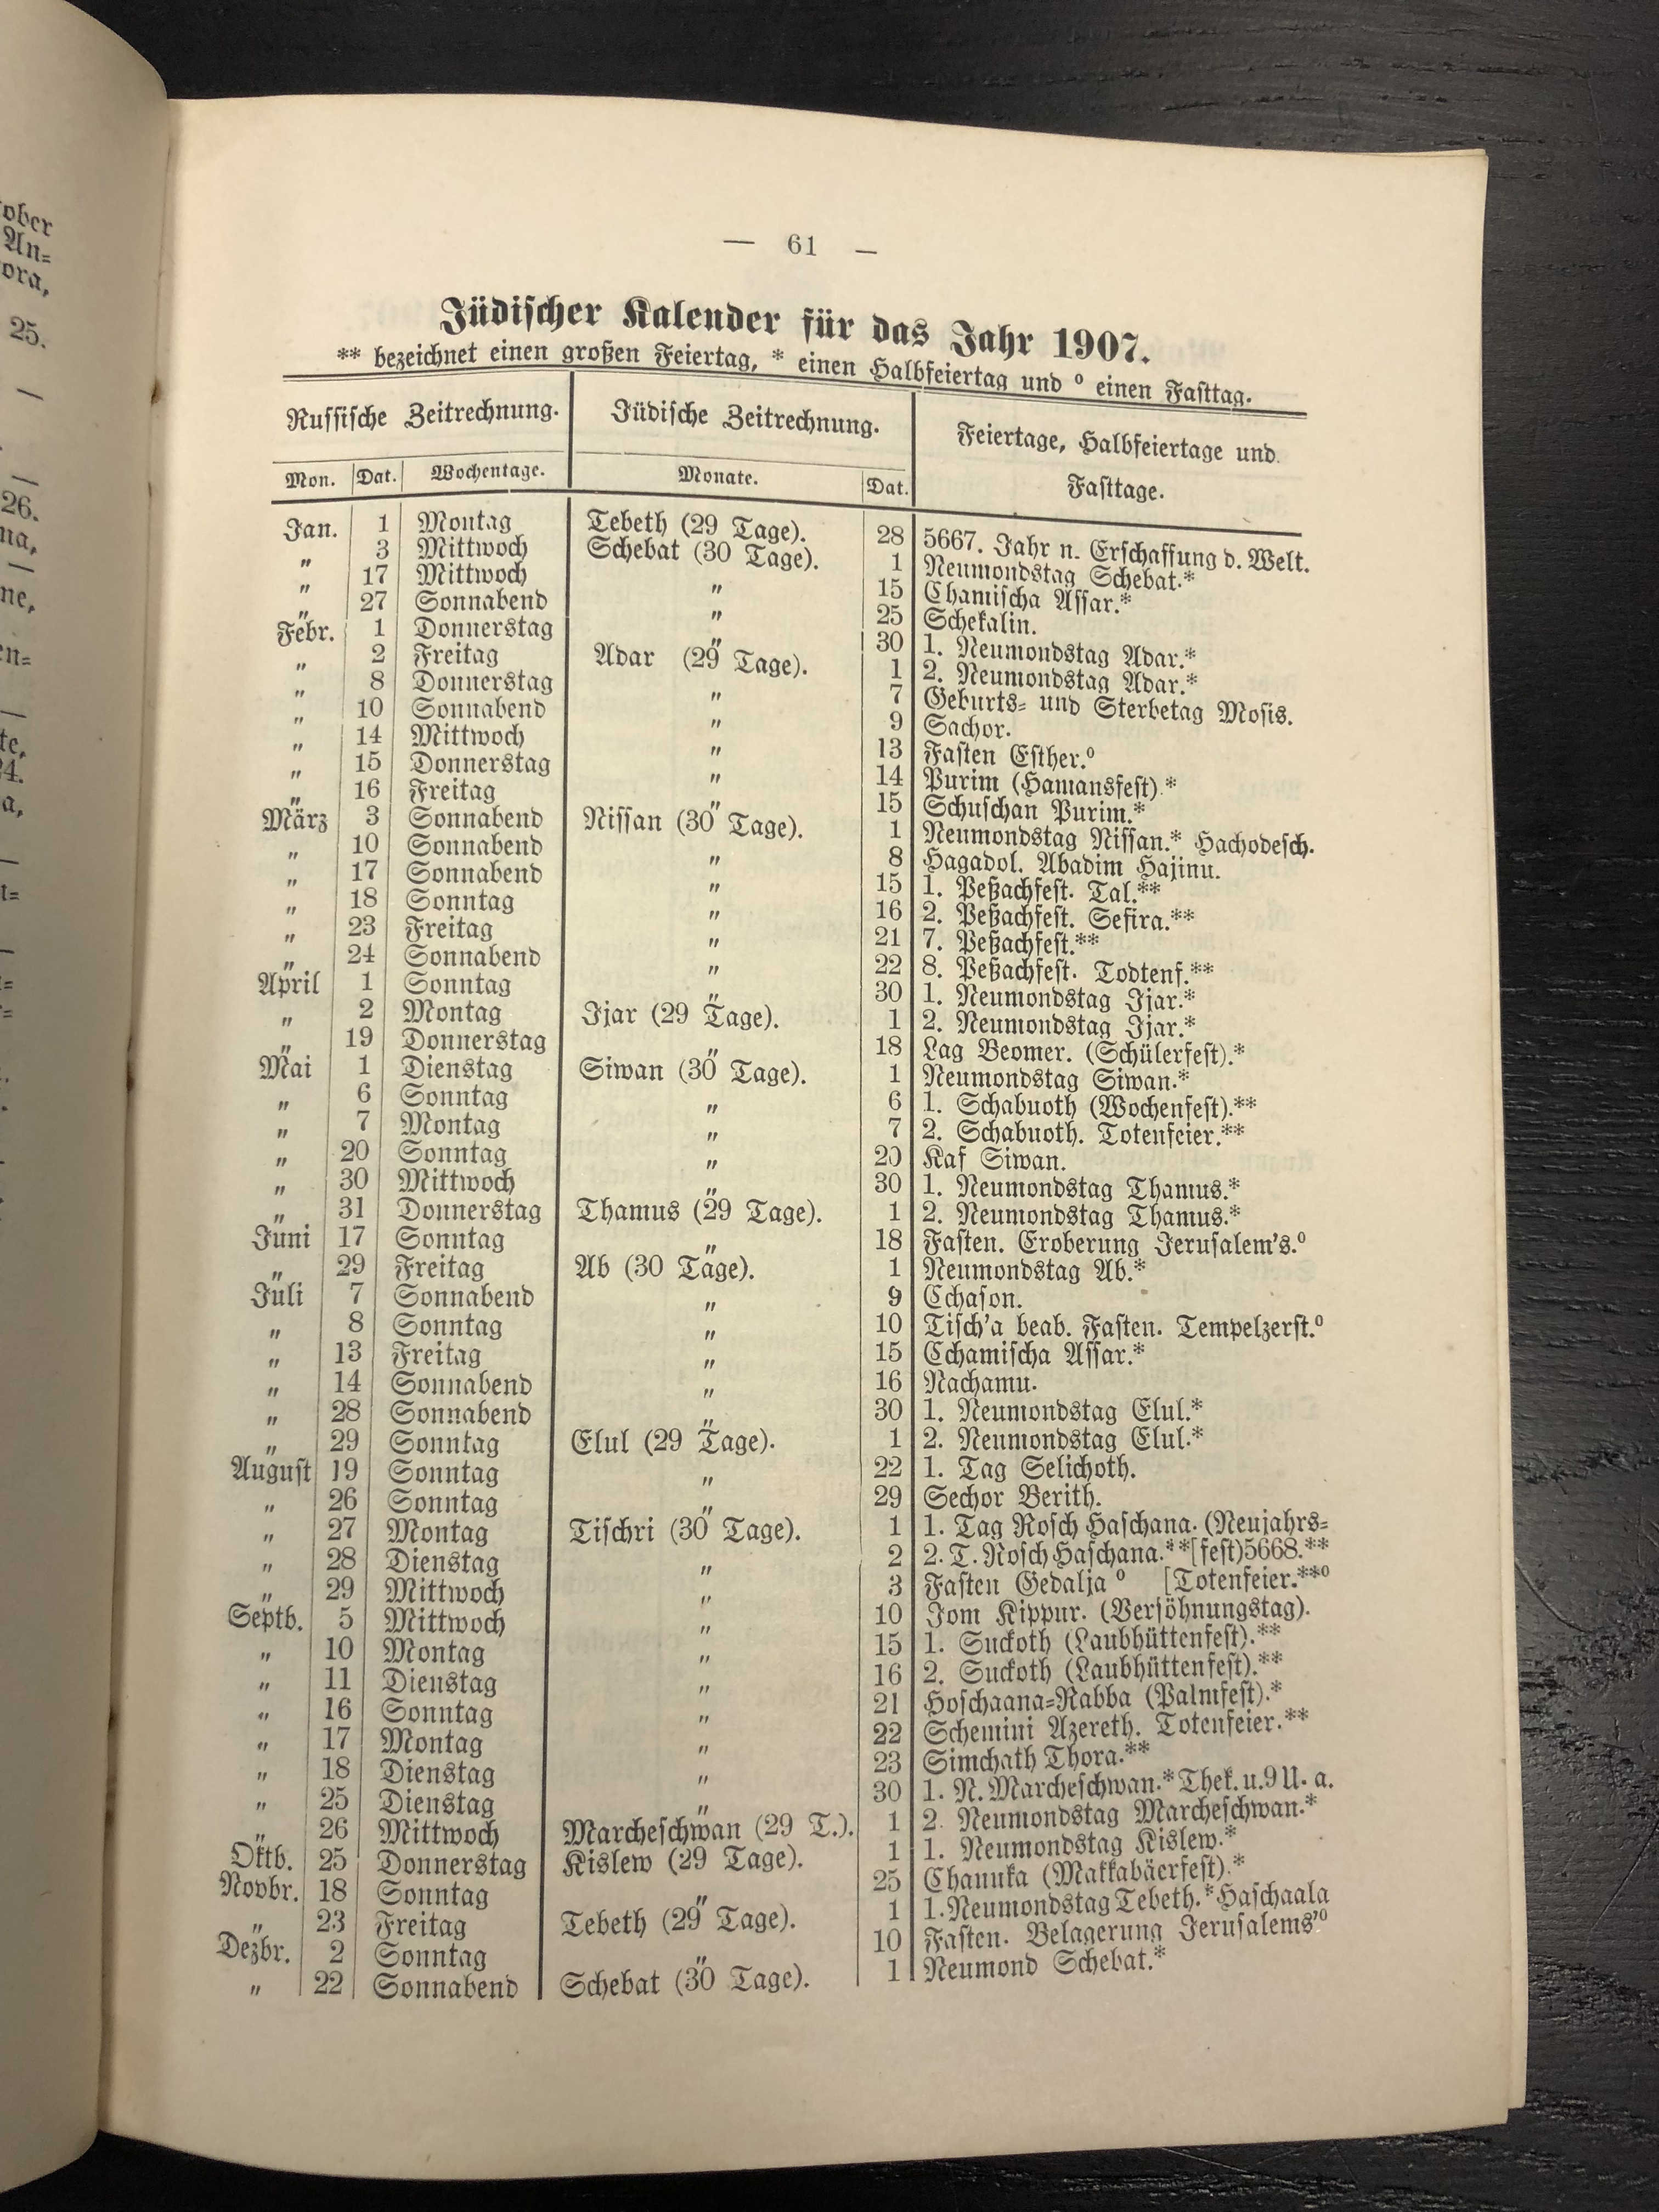 ober
An=
ora,
25.
—
—
26.
na,
—
ne,
en=
—
te,
24.
a,
—
— 61 —
Jüdischer Kalender für das Jahr 1907.
** bezeichnet einen großen Feiertag, * einen Halbfeiertag und ° einen Fasttag.
Russische Zeitrechnung. Jüdische Zeitrechnung. Feiertage, Halbfeiertage und
Mon. Dat. Wochentage. Monate. Dat. Fasttage.
Jan. 1 Montag Tebeth (29 Tage). 28 5667. Jahr n. Erschaffung d. Welt.
„ 3 Mittwoch Schebat (30 Tage). 1 Neumondstag Schebat.*
„ 17 Mittwoch „ 15 Chamischa Assar.*
„ 27 Sonnabend „ 25 Schekalin.
Febr. 1 Donnerstag „ 30 1. Neumondstag Adar.*
„ 2 Freitag Adar (29 Tage). 1 2. Neumondstag Adar.*
„ 8 Donnerstag „ 7 Geburts= und Sterbetag Mosis.
„ 10 Sonnabend „ 9 Sachor.
„ 14 Mittwoch „ 13 Fasten Esther.°
„ 15 Donnerstag „ 14 Purim (Hamansfest).*
„ 16 Freitag „ 15 Schuschan Purim.*
März 3 Sonnabend Nissan (30 Tage). 1 Neumondstag Nissan.* Hachodesch.
„ 10 Sonnabend „ 8 Hagadol. Abadim Hajinu.
„ 17 Sonnabend „ 15 1. Peßachfest. Tal.**
„ 18 Sonntag „ 16 2. Peßachfest. Sefira.**
„ 23 Freitag „ 21 7. Peßachfest.**
„ 24 Sonnabend „ 22 8. Peßachfest. Todtenf.**
April 1 Sonntag „ 30 1. Neumondstag Ijar.*
„ 2 Montag Ijar (29 Tage). 1 2. Neumondstag Ijar.*
„ 19 Donnerstag „ 18 Lag Beomer. (Schülerfest).*
Mai 1 Dienstag Siwan (30 Tage). 1 Neumondstag Siwan.*
„ 6 Sonntag „ 6 1. Schabuoth (Wochenfest).**
„ 7 Montag „ 7 2. Schabuoth. Totenfeier.**
„ 20 Sonntag „ 20 Kaf Siwan.
„ 30 Mittwoch „ 30 1. Neumondstag Thamus.*
„ 31 Donnerstag Thamus (29 Tage). 1 2. Neumondstag Thamus.*
Juni 17 Sonntag „ 18 Fasten. Eroberung Jerusalem's.°
„ 29 Freitag Ab (30 Tage). 1 Neumondstag Ab.*
Juli 7 Sonnabend „ 9 Cchason.
„ 8 Sonntag „ 10 Tisch'a beab. Fasten. Tempelzerst.°
„ 13 Freitag „ 15 Cchamischa Assar.*
„ 14 Sonnabend „ 16 Nachamu.
„ 28 Sonnabend „ 30 1. Neumondstag Elul.*
„ 29 Sonntag Elul (29 Tage). 1 2. Neumondstag Elul.*
August 19 Sonntag „ 22 1. Tag Selichoth.
„ 26 Sonntag „ 29 Sechor Berith.
„ 27 Montag Tischri (30 Tage). 1 1. Tag Rosch Haschana. (Neujahrs=
„ 28 Dienstag „ 2 2. T. Rosch Haschana.**[fest)5668.**
„ 29 Mittwoch „ 3 Fasten Gedalja ° [Totenfeier.**°
Septb. 5 Mittwoch „ 10 Jom Kippur. (Versöhnungstag).
„ 10 Montag „ 15 1. Suckoth (Laubhüttenfest).**
„ 11 Dienstag „ 16 2. Suckoth (Laubhüttenfest).**
„ 16 Sonntag „ 21 Hoschaana=Rabba (Palmfest).*
„ 17 Montag „ 22 Schemini Azereth. Totenfeier.**
„ 18 Dienstag „ 23 Simchath Thora.**
„ 25 Dienstag „ 30 1. N. Marcheschwan.* Thek. u. 9 U. a.
„ 26 Mittwoch Marcheschwan (29 T.). 1 2. Neumondstag Marcheschwan.*
Oktb. 25 Donnerstag Kislew (29 Tage). 1 1. Neumondstag Kislew.*
Novbr. 18 Sonntag „ 25 Chanuka (Makkabäerfest).*
„ 23 Freitag Tebeth (29 Tage). 1 1. Neumondstag Tebeth.* Haschaala
Dezbr. 2 Sonntag „ 10 Fasten. Belagerung Jerusalems'°
„ 22 Sonnabend Schebat (30 Tage). 1 Neumond Schebat.*